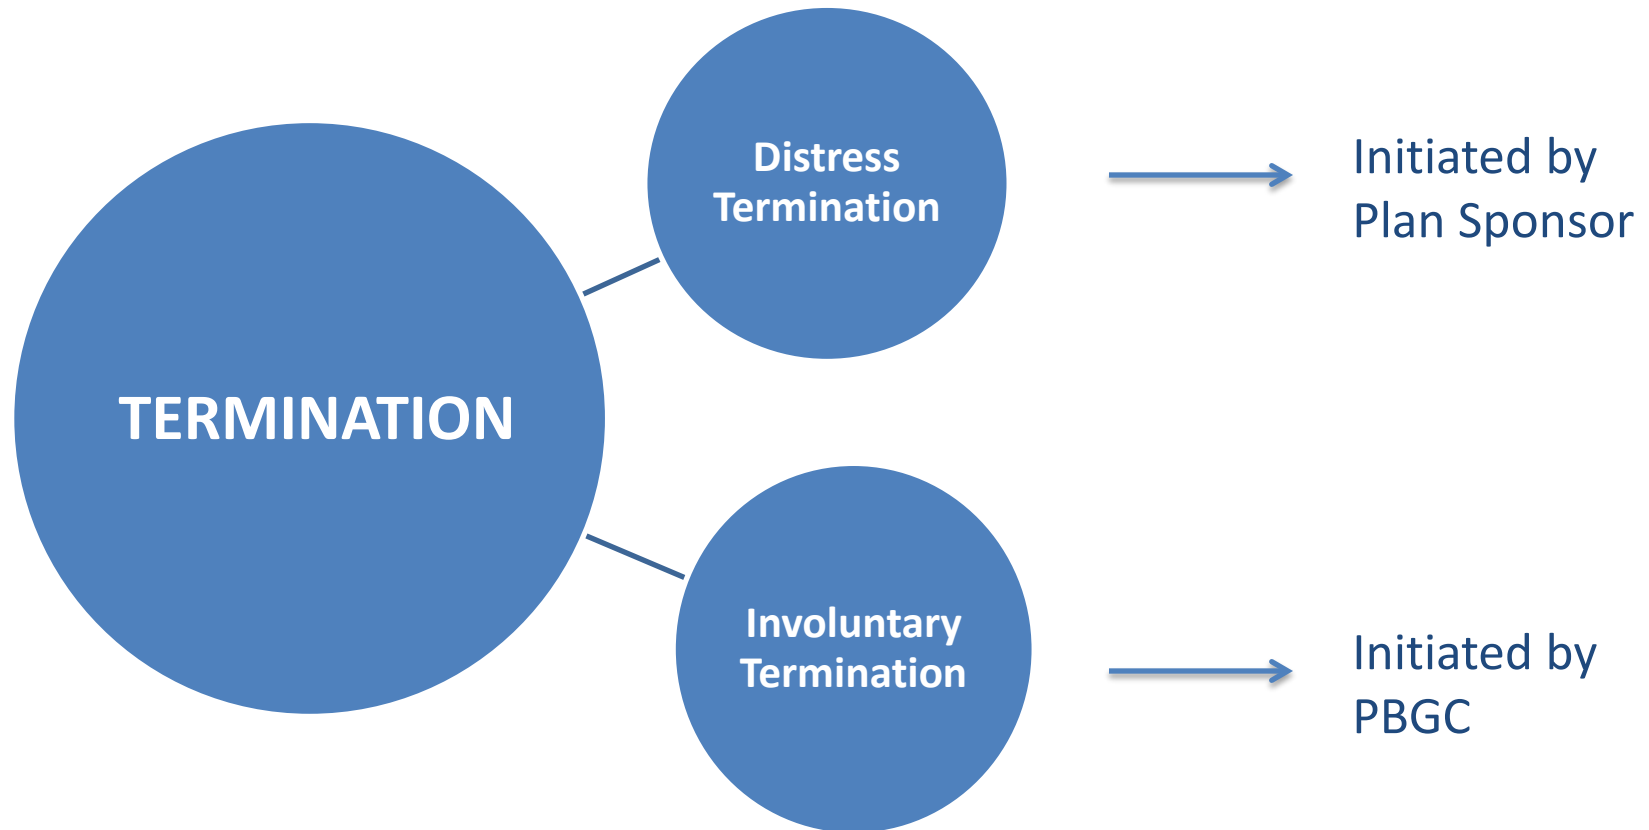 TERMINATION
Distress
Termination
Initiated by
Plan Sponsor
Involuntary
Termination
Initiated by
PBGC